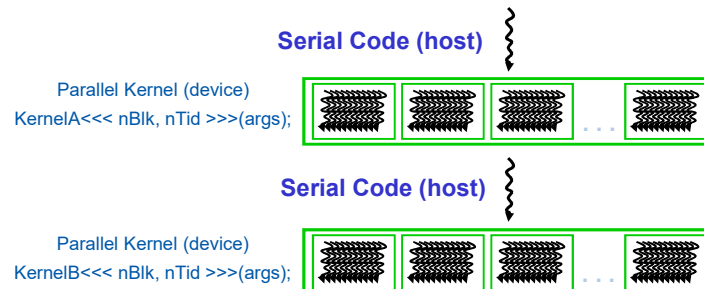 Serial Code (host)
Parallel Kernel (device)
KernelA<<< nBlk, nTid >>>(args);
. . .
Serial Code (host)
Parallel Kernel (device)
KernelB<<< nBlk, nTid >>>(args);
. . .